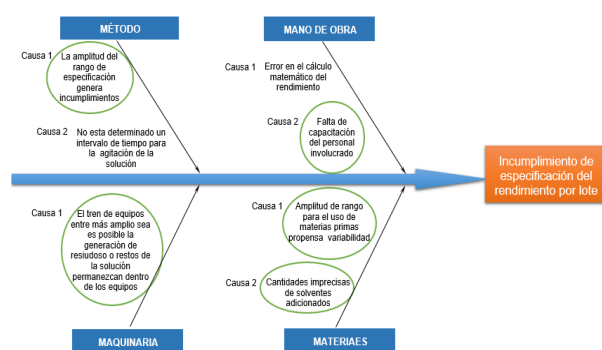 MÉTODO
MANO DE OBRA
Causa 1
La amplitud del
rango de
especificación
genera
incumplimientos
Causa 2
No esta determinado un
intervalo de tiempo para
la agitación de la
solución
Causa 1
Error en el cálculo
matemático del
rendimiento
Causa 2
Falta de
capacitación
del personal
involucrado
Incumplimiento de
especificación del
rendimiento por lote
Causa 1
El tren de equipos
entre más amplio sea
es posible la
generación de
resiudoso o restos de
la solución
permanezcan dentro
de los equipos
Causa 1
Amplitud de rango
para el uso de
materias primas
propensa variabilidad
Causa 2
Cantidades imprecisas
de solventes
adicionados
MAQUINARIA
MATERIAES